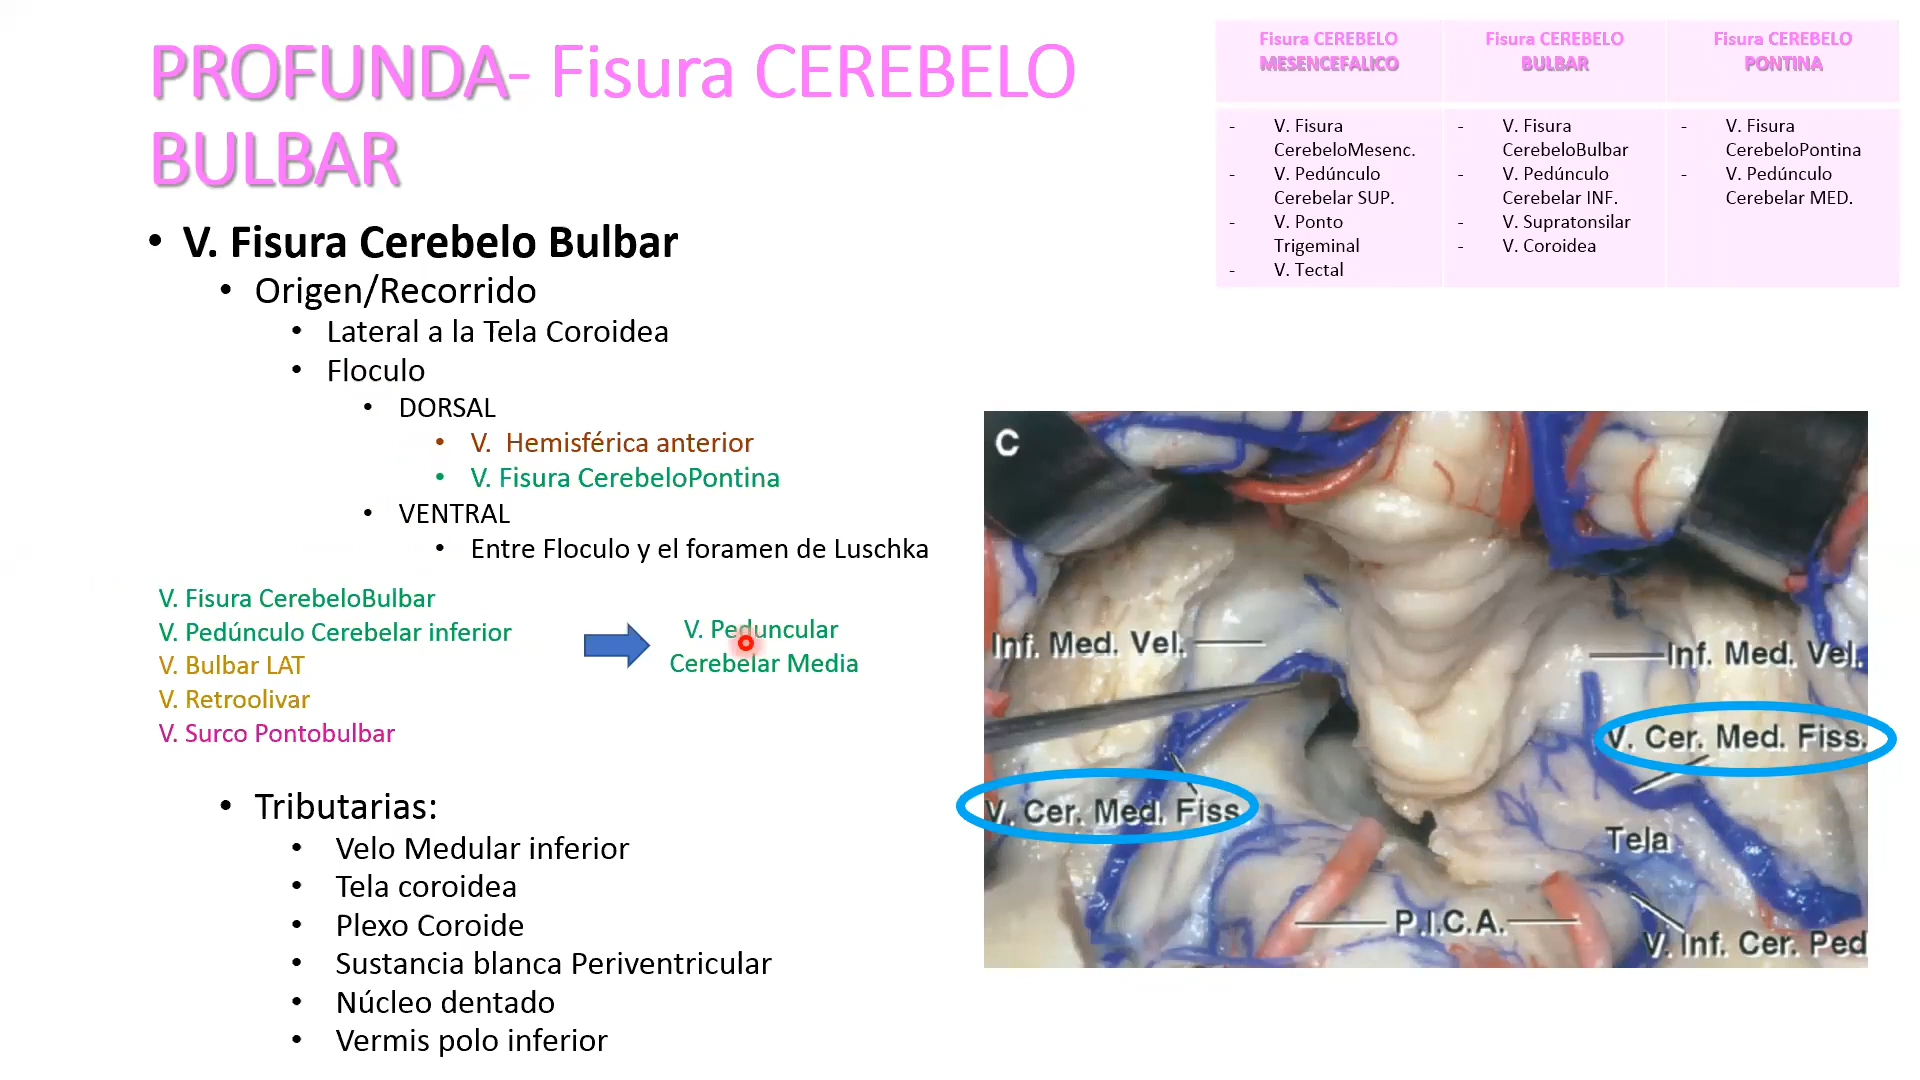 PROFUNDA- Fisura CEREBELO
BULBAR
Fisura CEREBELO
MESENCEFALICO
Fisura CEREBELO
BULBAR
Fisura CEREBELO
PONTINA
- V. Fisura
CerebeloMesenc.
- V. Pedúnculo
Cerebelar SUP.
- V. Ponto
Trigeminal
- V. Tectal
- V. Fisura
CerebeloBulbar
- V. Pedúnculo
Cerebelar INF.
- V. Supratonsilar
- V. Coroidea
- V. Fisura
CerebeloPontina
- V. Pedúnculo
Cerebelar MED.
• V. Fisura Cerebelo Bulbar
• Origen/Recorrido
• Lateral a la Tela Coroidea
• Floculo
• DORSAL
• V. Hemisférica anterior
• V. Fisura CerebeloPontina
• VENTRAL
• Entre Floculo y el foramen de Luschka
V. Fisura CerebeloBulbar
V. Pedúnculo Cerebelar inferior
V. Bulbar LAT
V. Retroolivar
V. Surco Pontobulbar
V. Peduncular
Cerebelar Media
• Tributarias:
• Velo Medular inferior
• Tela coroidea
• Plexo Coroide
• Sustancia blanca Periventricular
• Núcleo dentado
• Vermis polo inferior
C
Inf. Med. Vel.
Inf. Med. Vel.
V. Cer. Med. Fiss.
V. Cer. Med. Fiss.
Tela
P.I.C.A.
V. Inf. Cer. Ped